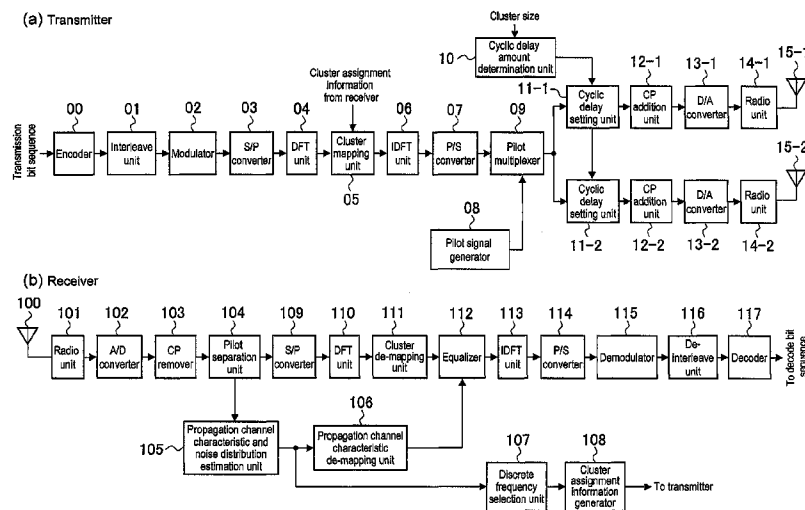 (a) Transmitter
Cluster size
10
Cyclic delay
amount
determination unit
Cluster assignment
information
from receiver
11-1
12-1
13-1
14-1
15-1
00
01
02
03
04
06
07
09
Transmission
bit sequence
Encoder
Interleave
unit
Modulator
S/P
converter
DFT
unit
Cluster
mapping
unit
05
IDFT
unit
P/S
converter
Pilot
multiplexer
Cyclic
delay
setting unit
CP
addition
unit
D/A
converter
Radio
unit
15-2
Cyclic
delay
setting unit
CP
addition
unit
D/A
converter
Radio
unit
11-2
12-2
13-2
14-2
08
Pilot signal
generator
(b) Receiver
100
101
102
103
104
109
110
111
112
113
114
115
116
117
Radio
unit
A/D
converter
CP
remover
Pilot
separation
unit
S/P
converter
DFT
unit
Cluster
de-mapping
unit
Equalizer
IDFT
unit
P/S
converter
Demodulator
De-
interleave
unit
Decoder
To decode bit
sequence
105
Propagation channel
characteristic and
noise distribution
estimation unit
106
Propagation channel
characteristic
de-mapping unit
107
Discrete
frequency
selection unit
108
Cluster
assignment
information
generator
To transmitter